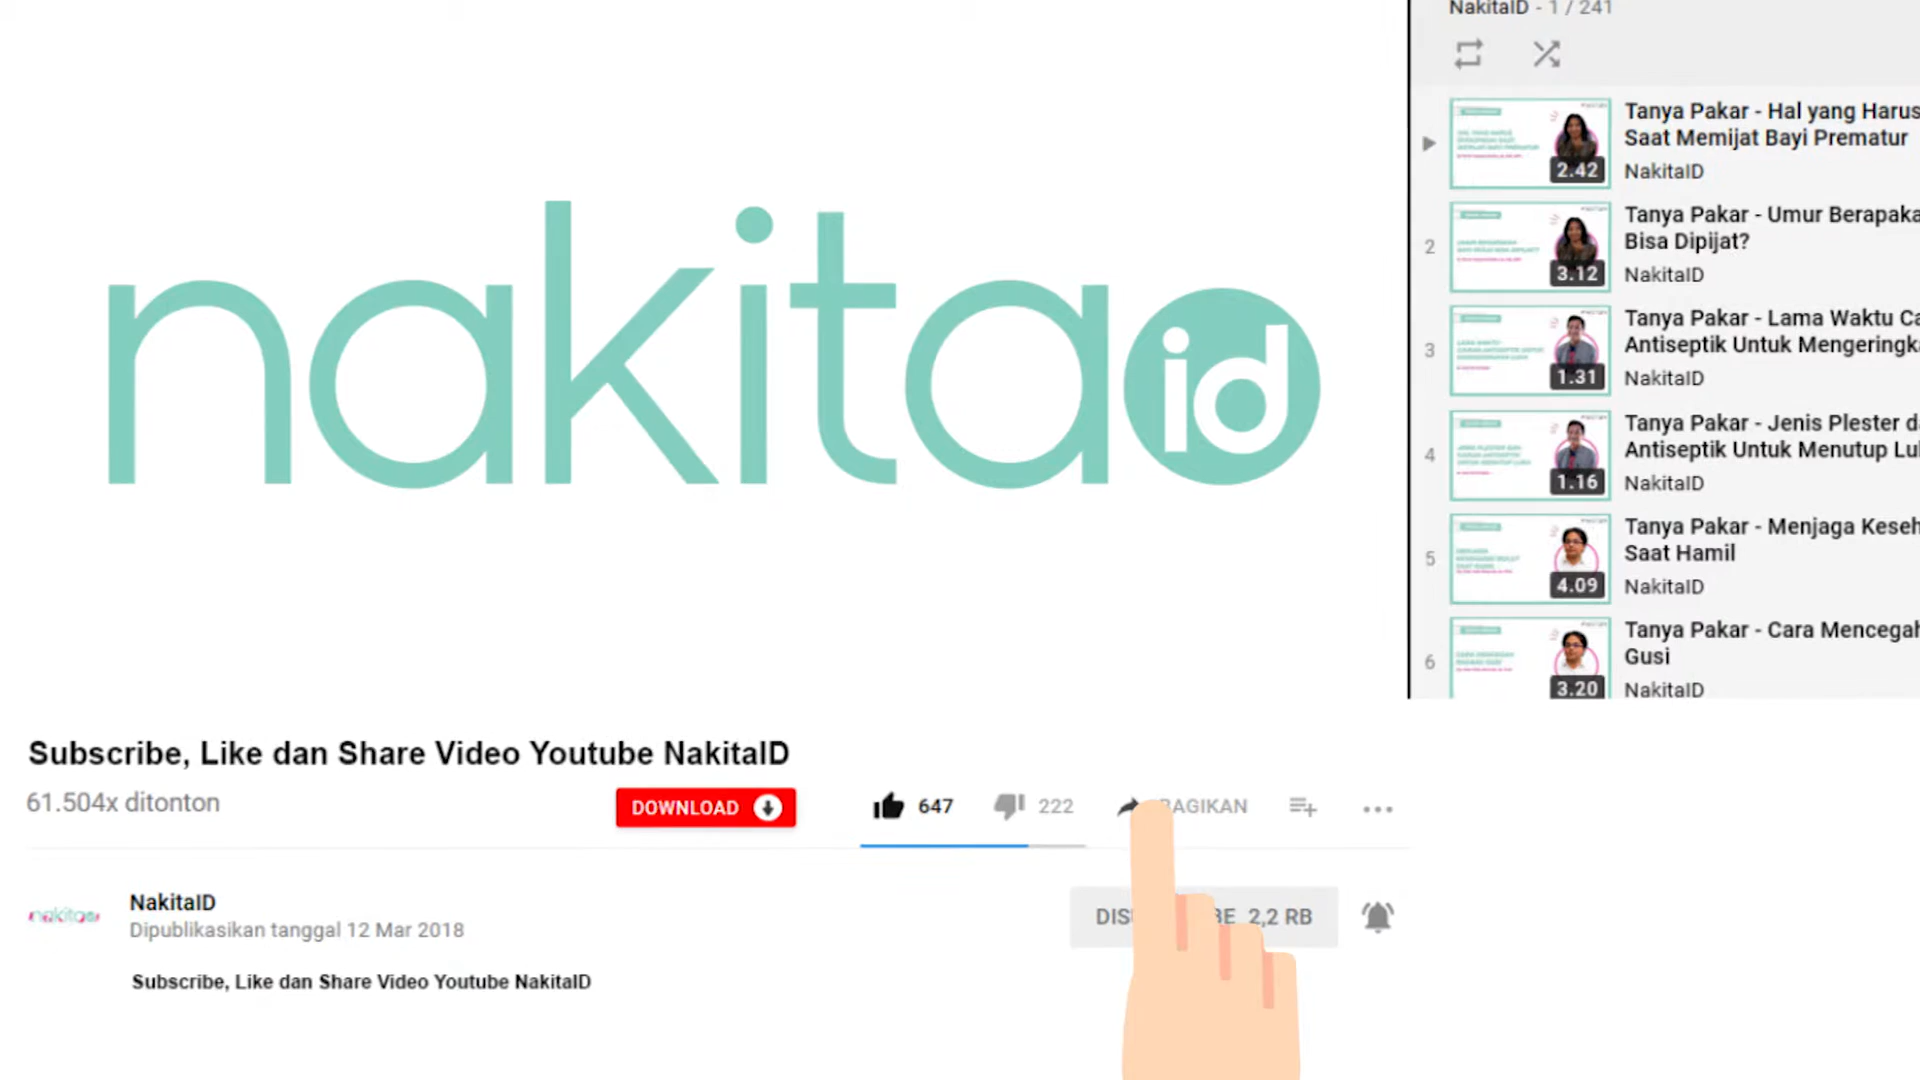 nakita id
NakitaID - 1 / 241
Tanya Pakar - Hal yang Harus
Saat Memijat Bayi Prematur
2.42
NakitaID
2
Tanya Pakar - Umur Berapaka
Bisa Dipijat?
3.12
NakitaID
3
Tanya Pakar - Lama Waktu Ca
Antiseptik Untuk Mengeringka
1.31
NakitaID
4
Tanya Pakar - Jenis Plester d
Antiseptik Untuk Menutup Lu
1.16
NakitaID
5
Tanya Pakar - Menjaga Keseh
Saat Hamil
4.09
NakitaID
6
Tanya Pakar - Cara Mencegah
Gusi
3.20
NakitaID
Subscribe, Like dan Share Video Youtube NakitaID
61.504x ditonton
DOWNLOAD
647
222
BAGIKAN
nakita
NakitaID
Dipublikasikan tanggal 12 Mar 2018
2,2 RB
Subscribe, Like dan Share Video Youtube NakitaID